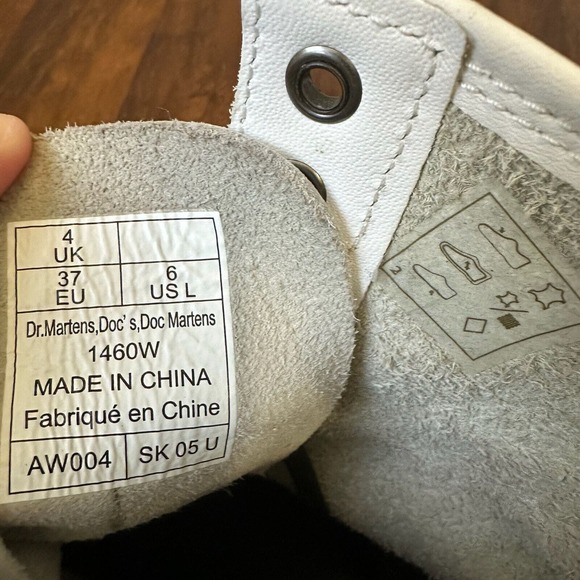 4
UK
37 6
EU US L
Dr.Martens,Doc's,Doc Martens
1460W
MADE IN CHINA
Fabriqué en Chine
AW004 SK 05 U